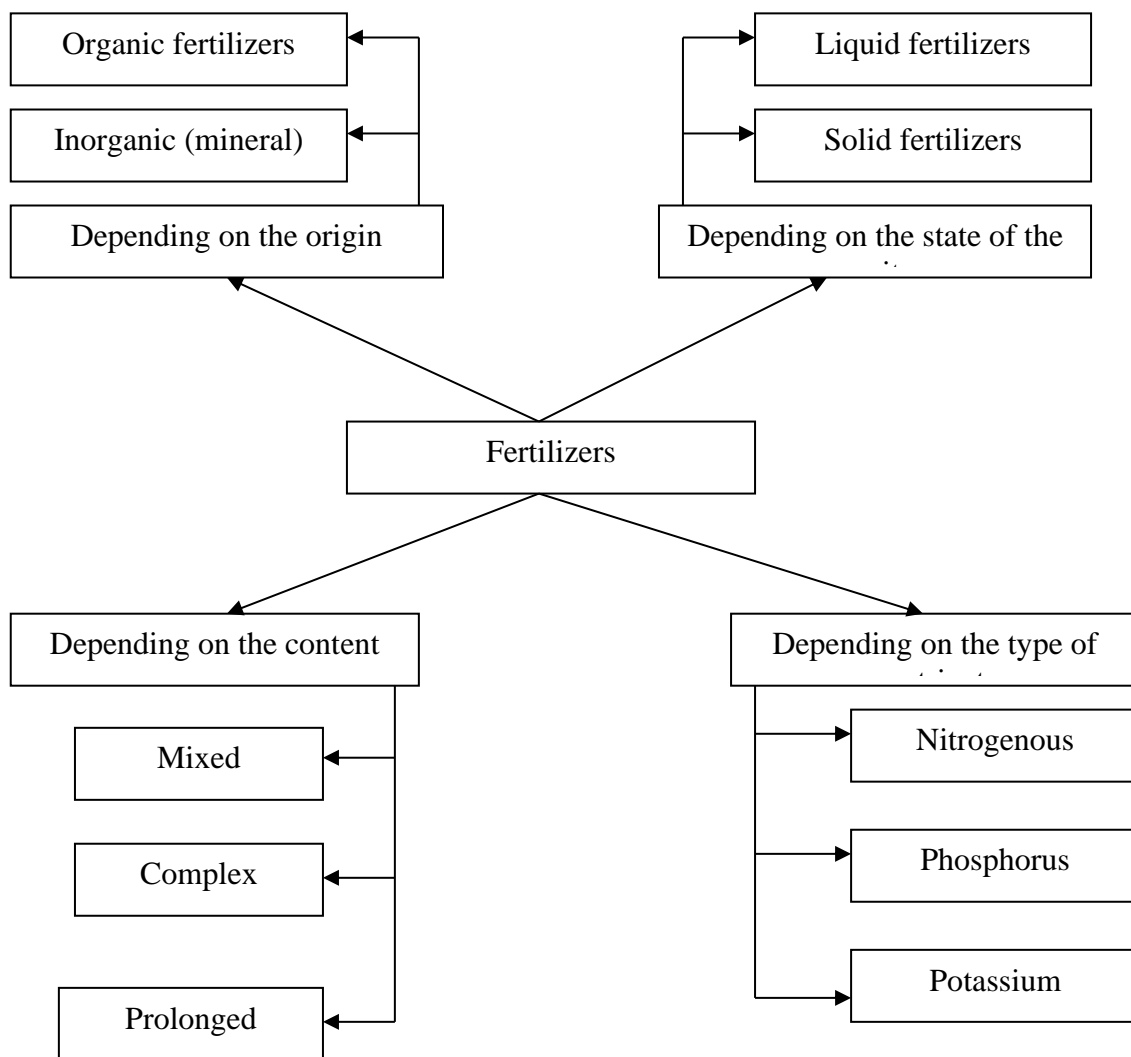 Organic fertilizers
Liquid fertilizers
Inorganic (mineral)
Solid fertilizers
Depending on the origin
Depending on the state of the
Fertilizers
Depending on the content
Depending on the type of
Mixed
Nitrogenous
Complex
Phosphorus
Prolonged
Potassium